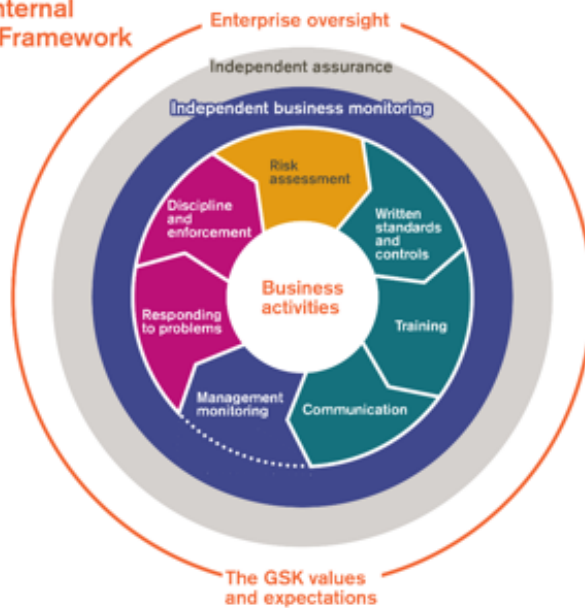 Framework
Enterprise oversight
Independent assurance
Independent business monitoring
Risk
assessment
Written
standards
and
controls
Training
Communication
Management
monitoring
Responding
to problems
Discipline
and
enforcement
Business
activities
The GSK values
and expectations